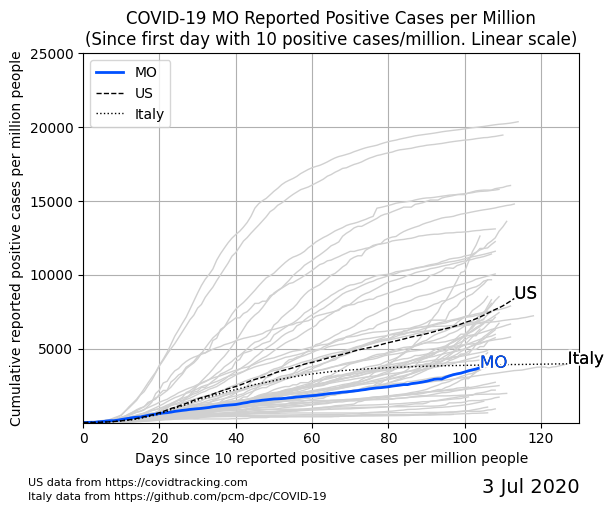 COVID-19 MO Reported Positive Cases per Million
(Since first day with 10 positive cases/million. Linear scale)
Cumulative reported positive cases per million people
25000
20000
15000
10000
5000
MO
US
Italy
US
MO
Italy
0
20
40
60
80
100
120
Days since 10 reported positive cases per million people
US data from https://covidtracking.com
Italy data from https://github.com/pcm-dpc/COVID-19
3 Jul 2020